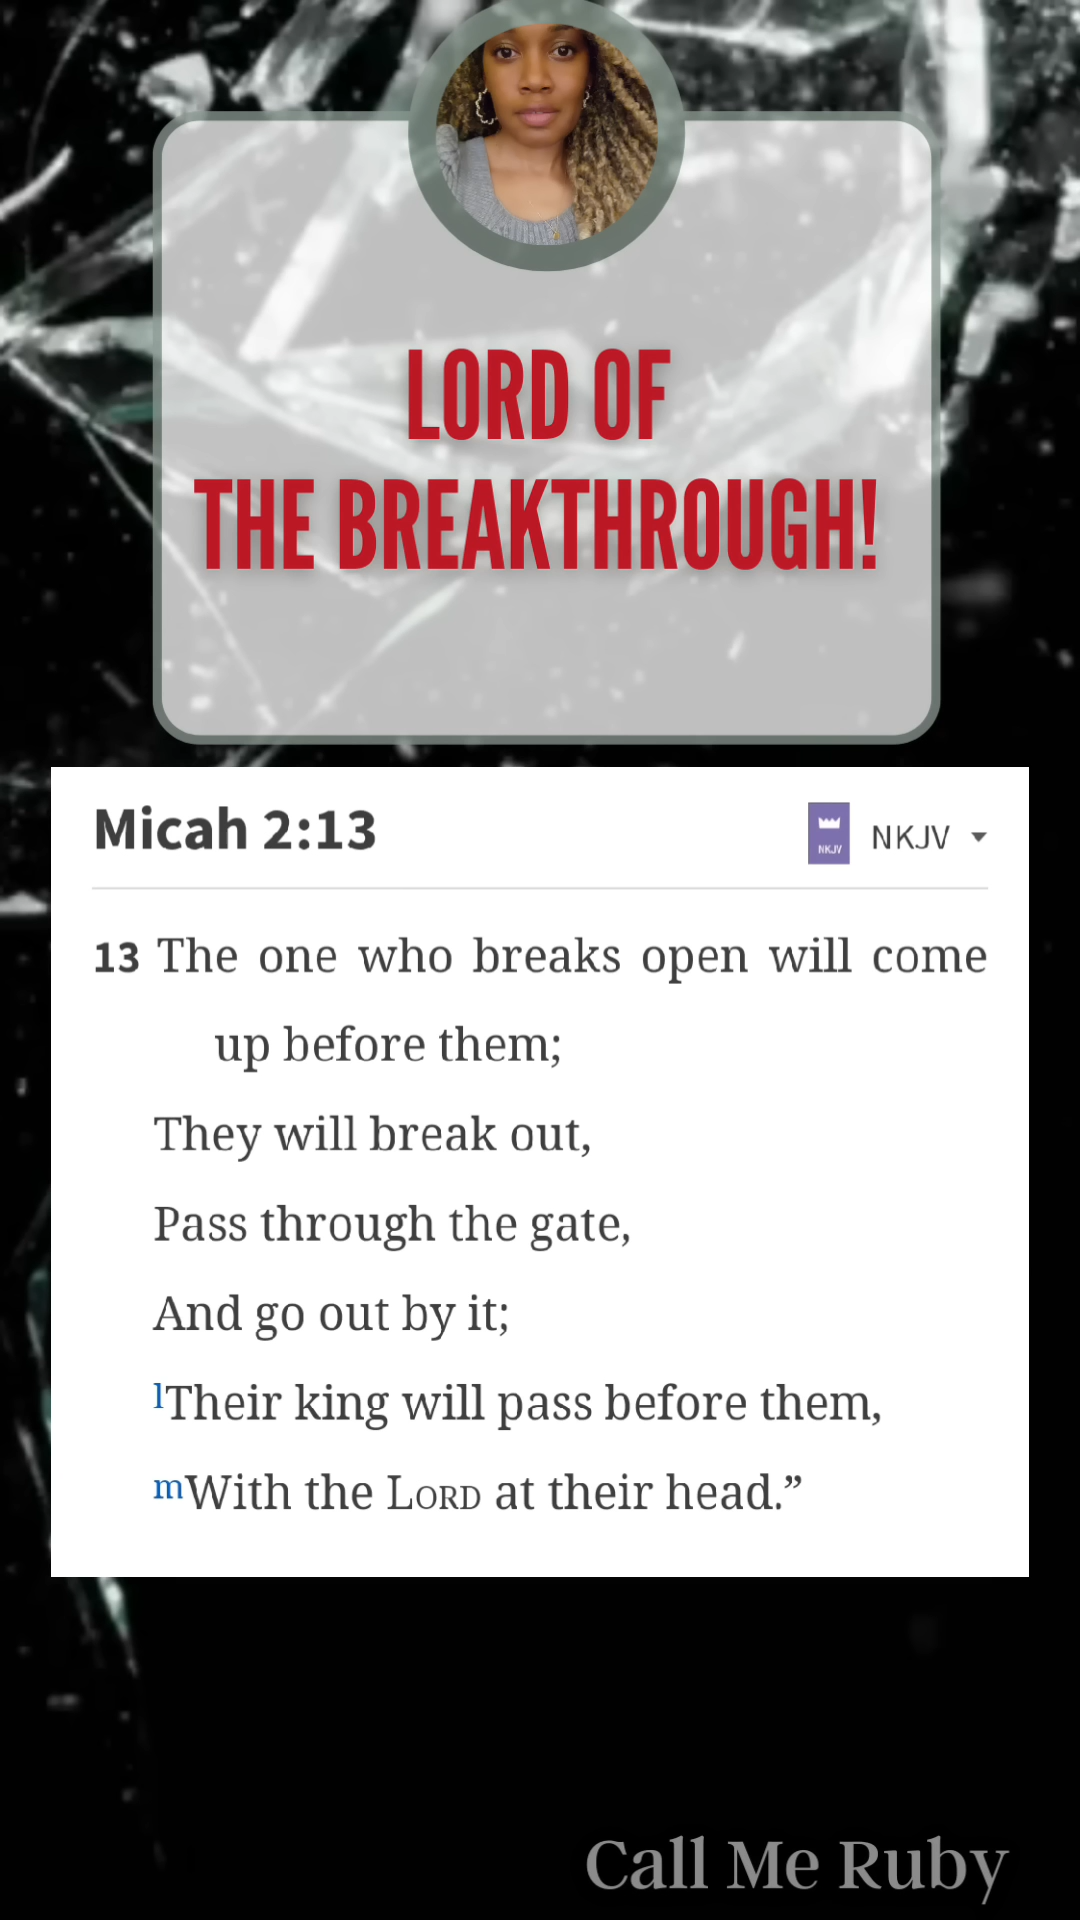 LORD OF
THE BREAKTHROUGH!
Micah 2:13
NKJV NKJV
13 The one who breaks open will come
up before them;
They will break out,
Pass through the gate,
And go out by it;
lTheir king will pass before them,
mWith the LORD at their head.”
Call Me Ruby